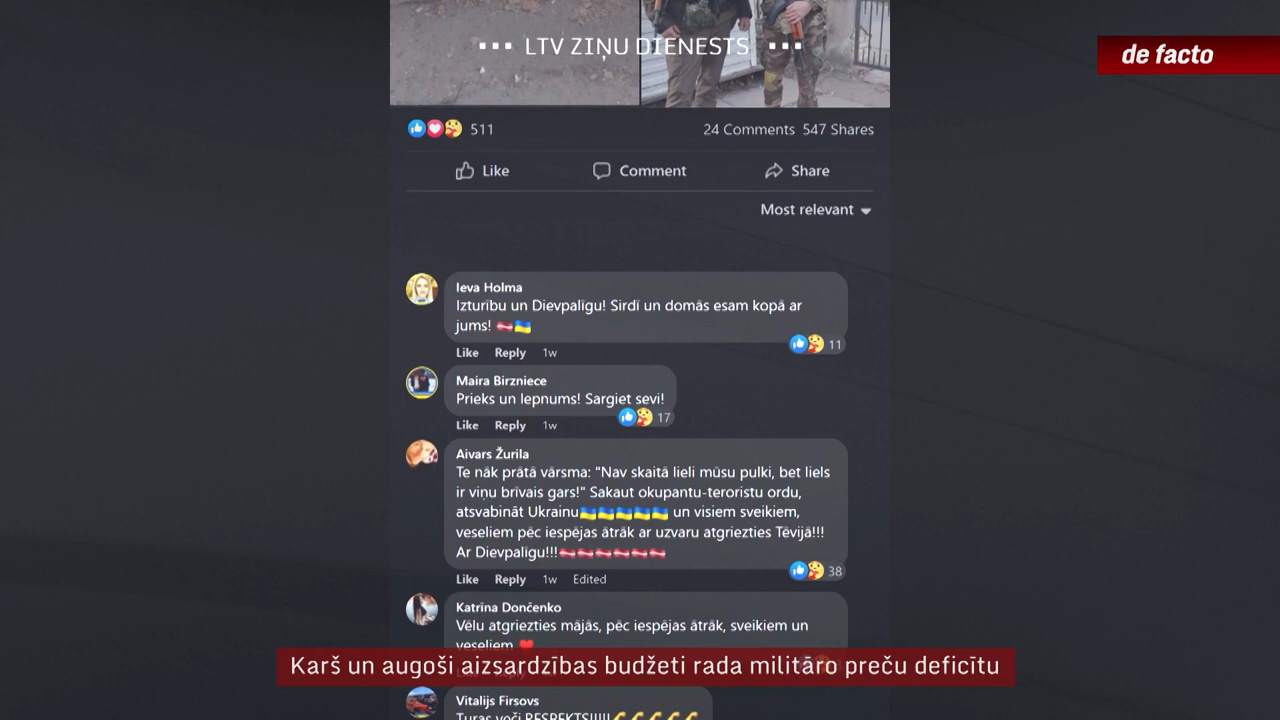 LTV ZIŅU DIENESTS
de facto
511
24 Comments 547 Shares
Like Comment Share
Most relevant
Ieva Holma
Izturību un Dievpalīgu! Sirdī un domās esam kopā ar
jums!
11
Like Reply 1w
Maira Birzniece
Prieks un lepnums! Sargiet sevi!
17
Like Reply 1w
Aivars Žurila
Te nāk prātā vārsma: "Nav skaitā lieli mūsu pulki, bet liels
ir viņu brīvais gars!" Sakaut okupantu-teroristu ordu,
atsvabināt Ukrainu un visiem sveikiem,
veseliem pēc iespējas ātrāk ar uzvaru atgriezties Tēvijā!!!
Ar Dievpalīgu!!!
38
Like Reply 1w Edited
Katrīna Dončenko
Vēlu atgriezties mājās, pēc iespējas ātrāk, sveikiem un
veseliem
Karš un augoši aizsardzības budžeti rada militāro preču deficītu
Vitalijs Firsovs